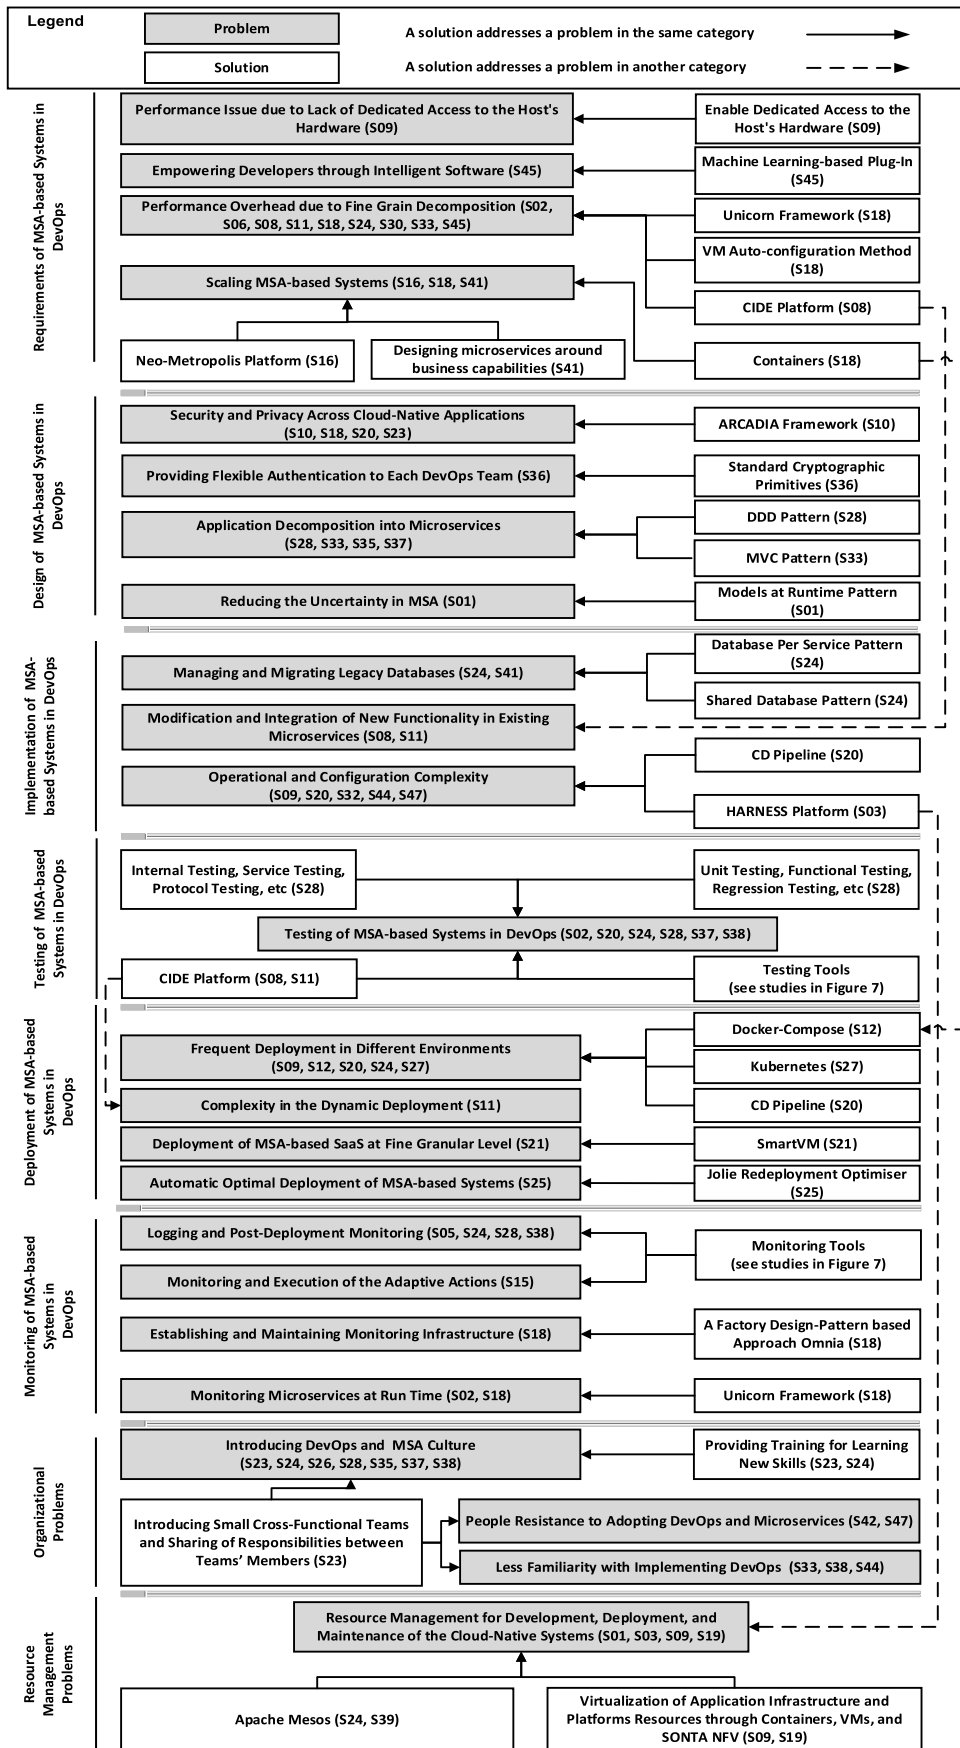 Legend
Problem
A solution addresses a problem in the same category
Solution
A solution addresses a problem in another category
Requirements of MSA-based Systems in
DevOps
Performance Issue due to Lack of Dedicated Access to the Host's
Hardware (S09)
Enable Dedicated Access to the
Host's Hardware (S09)
Empowering Developers through Intelligent Software (S45)
Machine Learning-based Plug-In
(S45)
Performance Overhead due to Fine Grain Decomposition (S02,
S06, S08, S11, S18, S24, S30, S33, S45)
Unicorn Framework (S18)
VM Auto-configuration Method
(S18)
Scaling MSA-based Systems (S16, S18, S41)
CIDE Platform (S08)
Neo-Metropolis Platform (S16)
Designing microservices around
business capabilities (S41)
Containers (S18)
Design of MSA-based Systems in
DevOps
Security and Privacy Across Cloud-Native Applications
(S10, S18, S20, S23)
ARCADIA Framework (S10)
Providing Flexible Authentication to Each DevOps Team (S36)
Standard Cryptographic
Primitives (S36)
Application Decomposition into Microservices
(S28, S33, S35, S37)
DDD Pattern (S28)
MVC Pattern (S33)
Reducing the Uncertainty in MSA (S01)
Models at Runtime Pattern
(S01)
Implementation of MSA-
based Systems in DevOps
Managing and Migrating Legacy Databases (S24, S41)
Database Per Service Pattern
(S24)
Shared Database Pattern (S24)
Modification and Integration of New Functionality in Existing
Microservices (S08, S11)
Operational and Configuration Complexity
(S09, S20, S32, S44, S47)
CD Pipeline (S20)
HARNESS Platform (S03)
Testing of MSA-based
Systems in DevOps
Internal Testing, Service Testing,
Protocol Testing, etc (S28)
Unit Testing, Functional Testing,
Regression Testing, etc (S28)
Testing of MSA-based Systems in DevOps (S02, S20, S24, S28, S37, S38)
CIDE Platform (S08, S11)
Testing Tools
(see studies in Figure 7)
Deployment of MSA-based
Systems in
DevOps
Frequent Deployment in Different Environments
(S09, S12, S20, S24, S27)
Docker-Compose (S12)
Kubernetes (S27)
Complexity in the Dynamic Deployment (S11)
CD Pipeline (S20)
Deployment of MSA-based SaaS at Fine Granular Level (S21)
SmartVM (S21)
Automatic Optimal Deployment of MSA-based Systems (S25)
Jolie Redeployment Optimiser
(S25)
Monitoring of MSA-based
Systems in
DevOps
Logging and Post-Deployment Monitoring (S05, S24, S28, S38)
Monitoring Tools
(see studies in Figure 7)
Monitoring and Execution of the Adaptive Actions (S15)
Establishing and Maintaining Monitoring Infrastructure (S18)
A Factory Design-Pattern based
Approach Omnia (S18)
Monitoring Microservices at Run Time (S02, S18)
Unicorn Framework (S18)
Organizational
Problems
Introducing DevOps and MSA Culture
(S23, S24, S26, S28, S35, S37, S38)
Providing Training for Learning
New Skills (S23, S24)
Introducing Small Cross-Functional Teams
and Sharing of Responsibilities between
Teams’ Members (S23)
People Resistance to Adopting DevOps and Microservices (S42, S47)
Less Familiarity with Implementing DevOps (S33, S38, S44)
Resource
Management
Problems
Resource Management for Development, Deployment, and
Maintenance of the Cloud-Native Systems (S01, S03, S09, S19)
Apache Mesos (S24, S39)
Virtualization of Application Infrastructure and
Platforms Resources through Containers, VMs, and
SONTA NFV (S09, S19)